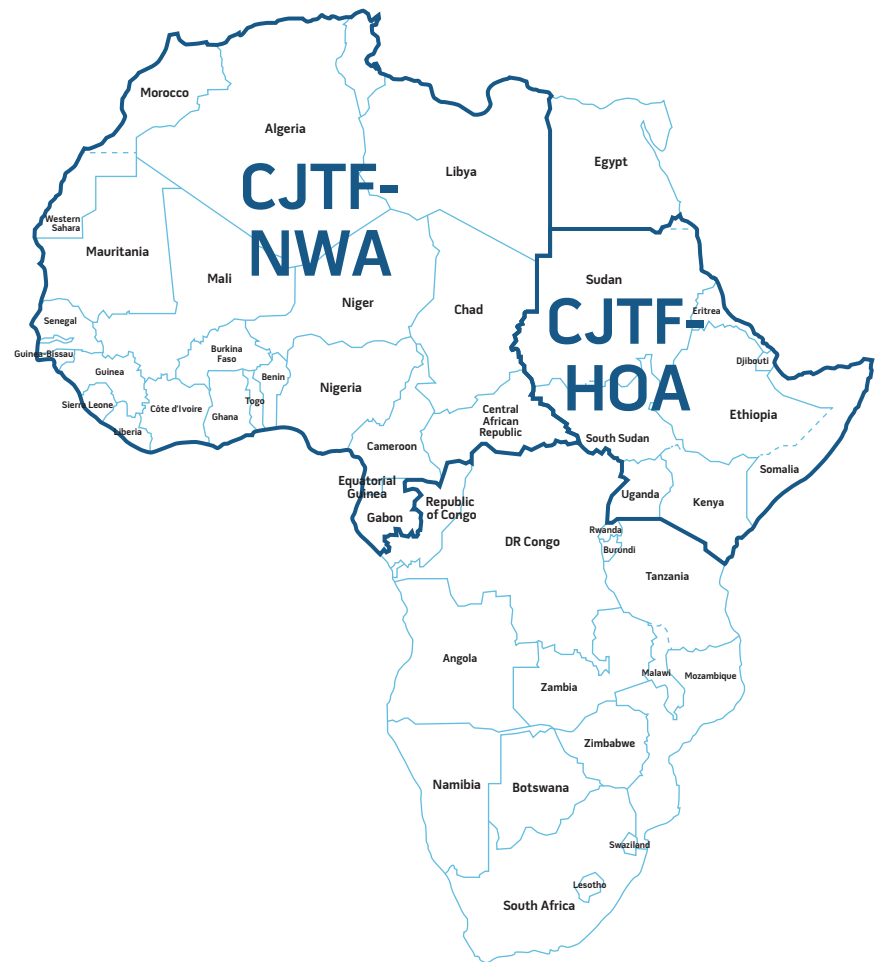 Morocco
Algeria
Libya
Egypt
CJTF-
NWA
Western
Sahara
Mauritania
Mali
Niger
Chad
Sudan
CJTF-
HOA
Eritrea
Djibouti
Senegal
Guinea-Bissau
Guinea
Sierra Leone
Liberia
Côte d'Ivoire
Burkina
Faso
Ghana
Togo
Benin
Nigeria
Cameroon
Central
African
Republic
South Sudan
Ethiopia
Somalia
Equatorial
Guinea
Gabon
Republic
of Congo
DR Congo
Uganda
Kenya
Rwanda
Burundi
Tanzania
Angola
Zambia
Malawi
Mozambique
Zimbabwe
Namibia
Botswana
Swaziland
Lesotho
South Africa